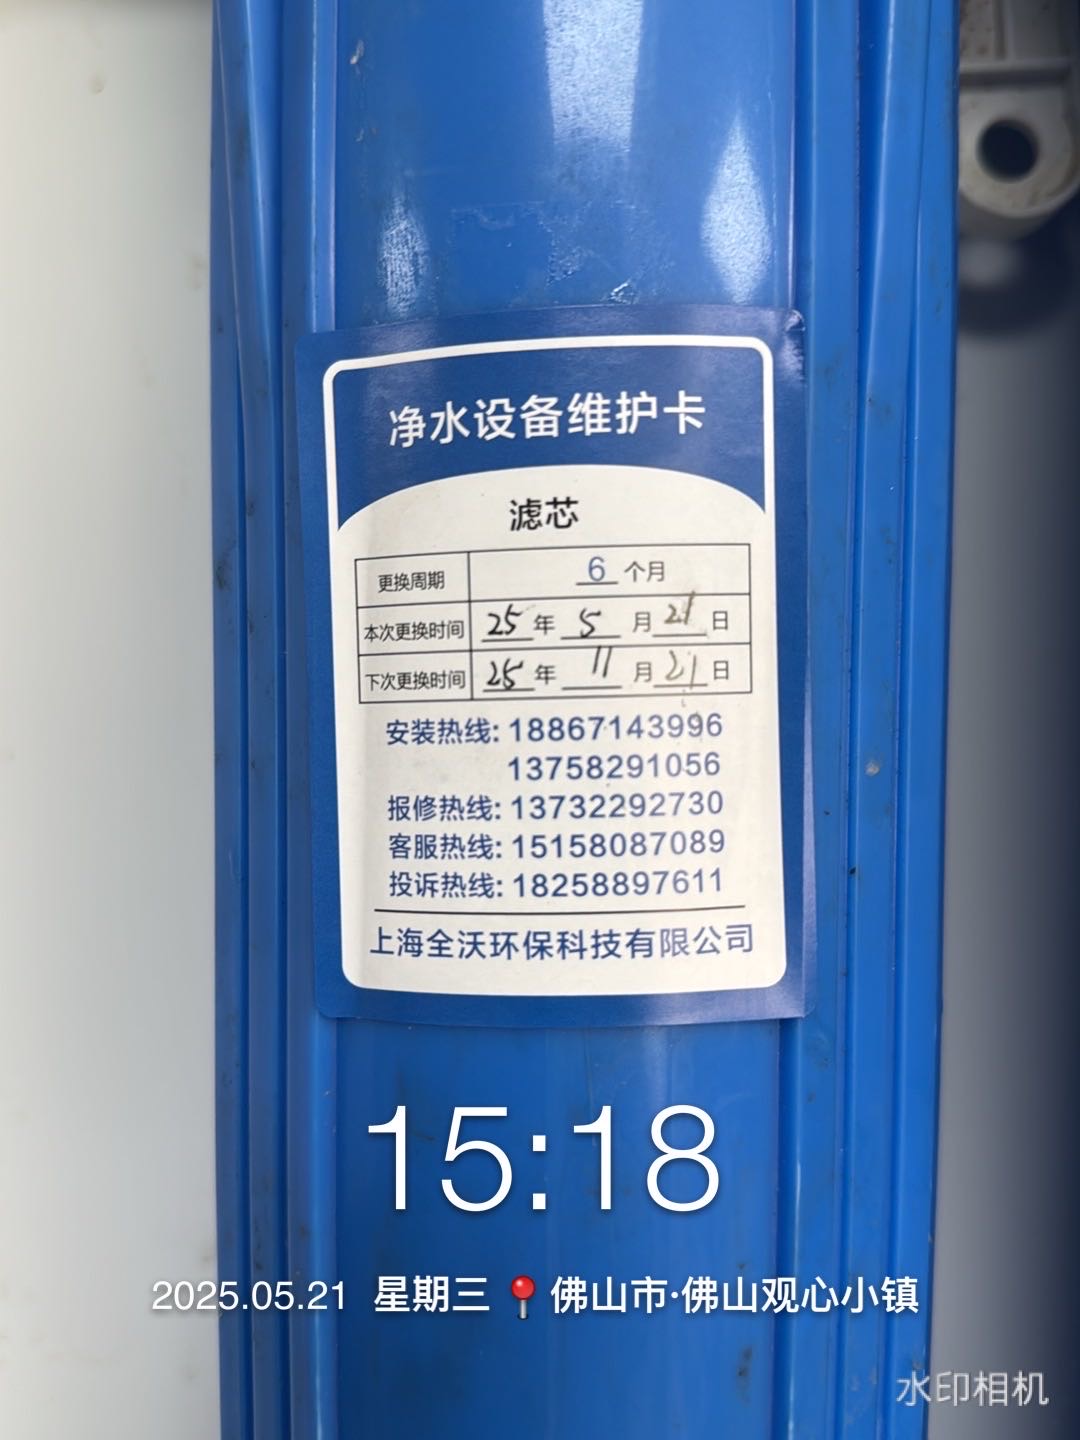 净水设备维护卡
滤芯
更换周期 6 个月
本次更换时间 25 年 5 月 21 日
下次更换时间 25 年 11 月 21 日
安装热线: 18867143996
13758291056
报修热线: 13732292730
客服热线: 15158087089
投诉热线: 18258897611
上海全沃环保科技有限公司
15:18
2025.05.21 星期三 📍佛山市·佛山观心小镇
水印相机